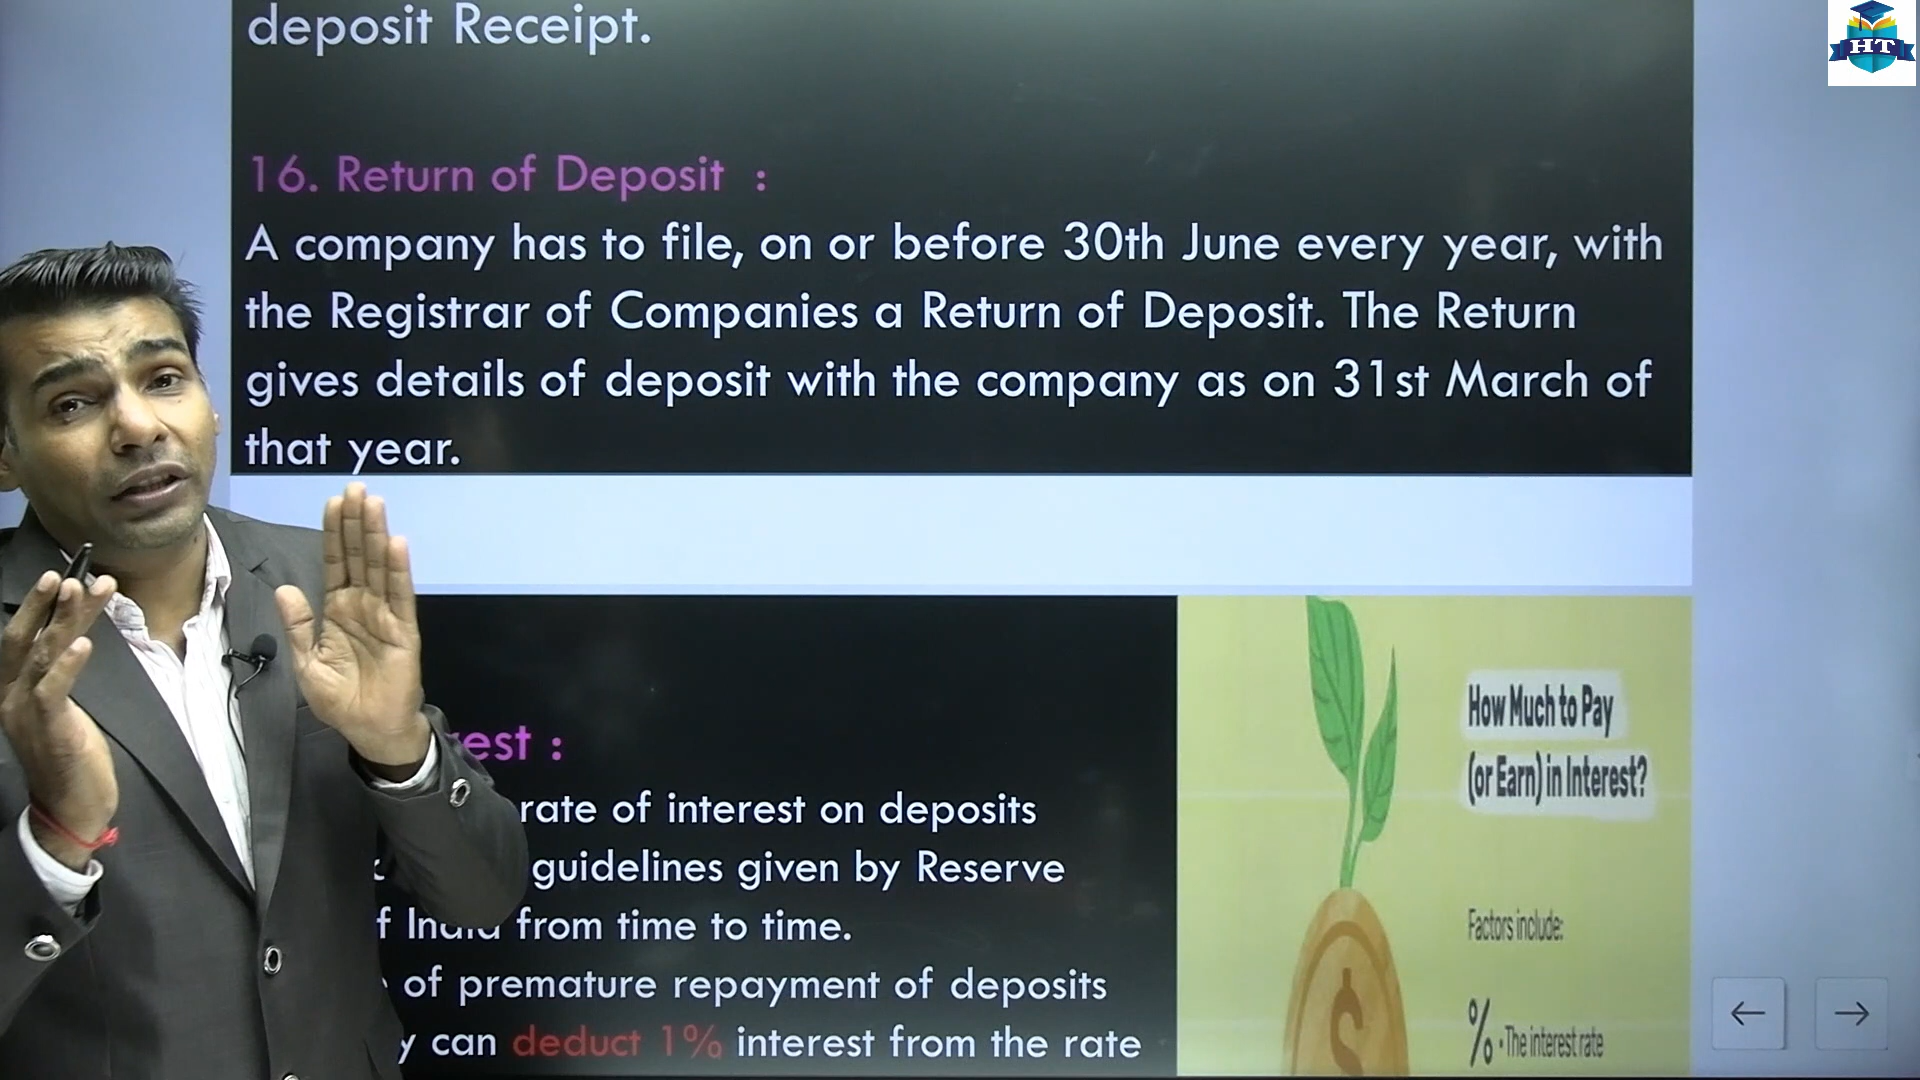 deposit Receipt.
HT
16. Return of Deposit :
A company has to file, on or before 30th June every year, with
the Registrar of Companies a Return of Deposit. The Return
gives details of deposit with the company as on 31st March of
that year.
est :
rate of interest on deposits
guidelines given by Reserve
f India from time to time.
of premature repayment of deposits
y can deduct 1% interest from the rate
How Much to Pay
(or Earn) in Interest?
Factors include:
% • The interest rate
$